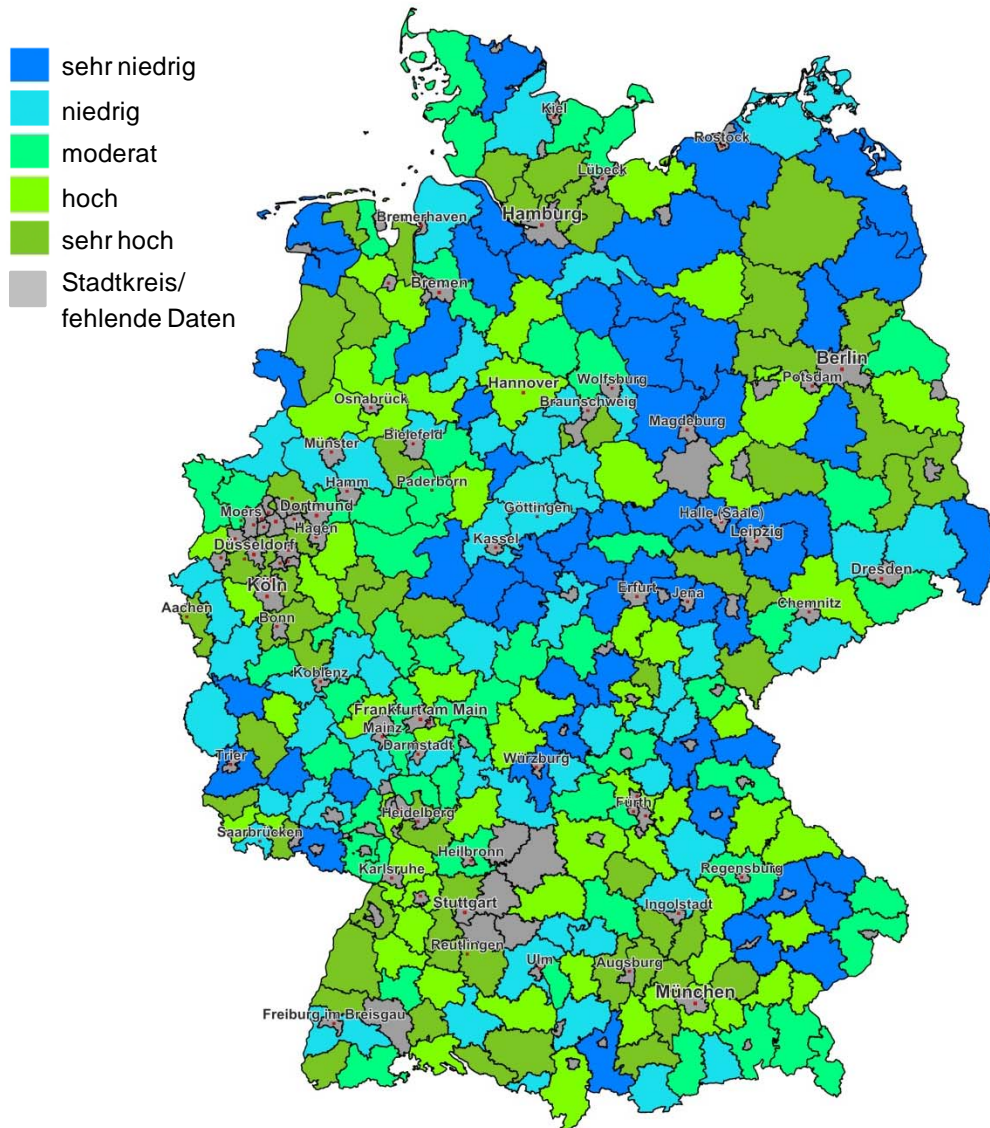 sehr niedrig
niedrig
moderat
hoch
sehr hoch
Stadtkreis/
fehlende Daten
Kiel
Rostock
Lübeck
Bremerhaven
Hamburg
Bremen
Berlin
Potsdam
Wolfsburg
Hannover
Osnabrück
Braunschweig
Magdeburg
Bielefeld
Münster
Hamm
Paderborn
Moers
Dortmund
Göttingen
Halle (Saale)
Hagen
Leipzig
Düsseldorf
Kassel
Dresden
Köln
Erfurt
Jena
Aachen
Chemnitz
Bonn
Koblenz
Frankfurt am Main
Mainz
Darmstadt
Trier
Würzburg
Fürth
Heidelberg
Saarbrücken
Heilbronn
Karlsruhe
Regensburg
Stuttgart
Ingolstadt
Reutlingen
Ulm
Augsburg
München
Freiburg im Breisgau